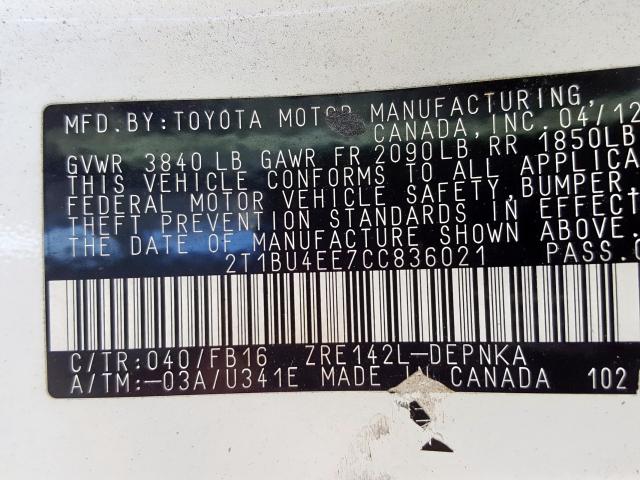 MFD. BY: TOYOTA MOTOR MANUFACTURING,
CANADA, INC. 04/12
GVWR 3840 LB GAWR FR 2090LB, RR 1850LB
THIS VEHICLE CONFORMS TO ALL APPLICA
FEDERAL MOTOR VEHICLE SAFETY, BUMPER,
THEFT PREVENTION STANDARDS IN EFFECT
THE DATE OF MANUFACTURE SHOWN ABOVE.
2T1BU4EE7CC836021 PASS.
C/TR: 040/FB16 ZRE142L-DEPNKA
A/TM:-03A/U341E MADE IN CANADA 102